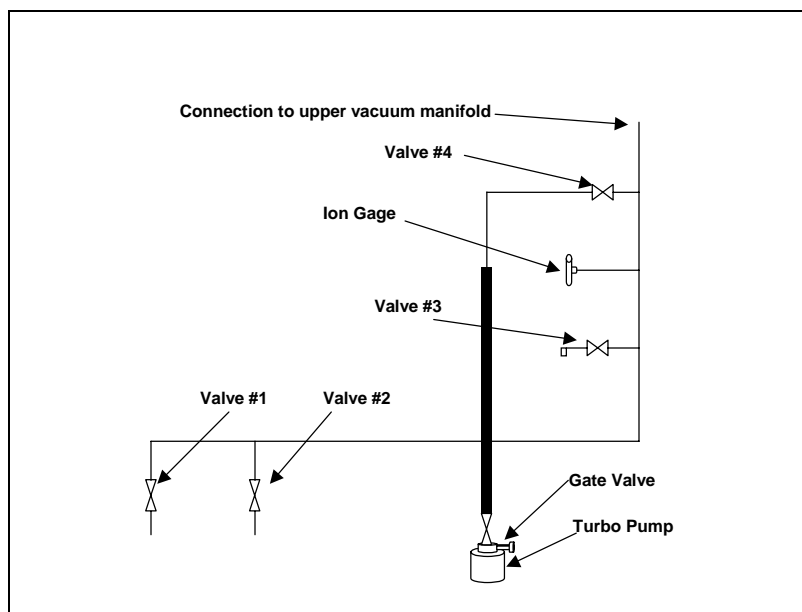 Connection to upper vacuum manifold
Valve #4
Ion Gage
Valve #3
Valve #1
Valve #2
Gate Valve
Turbo Pump